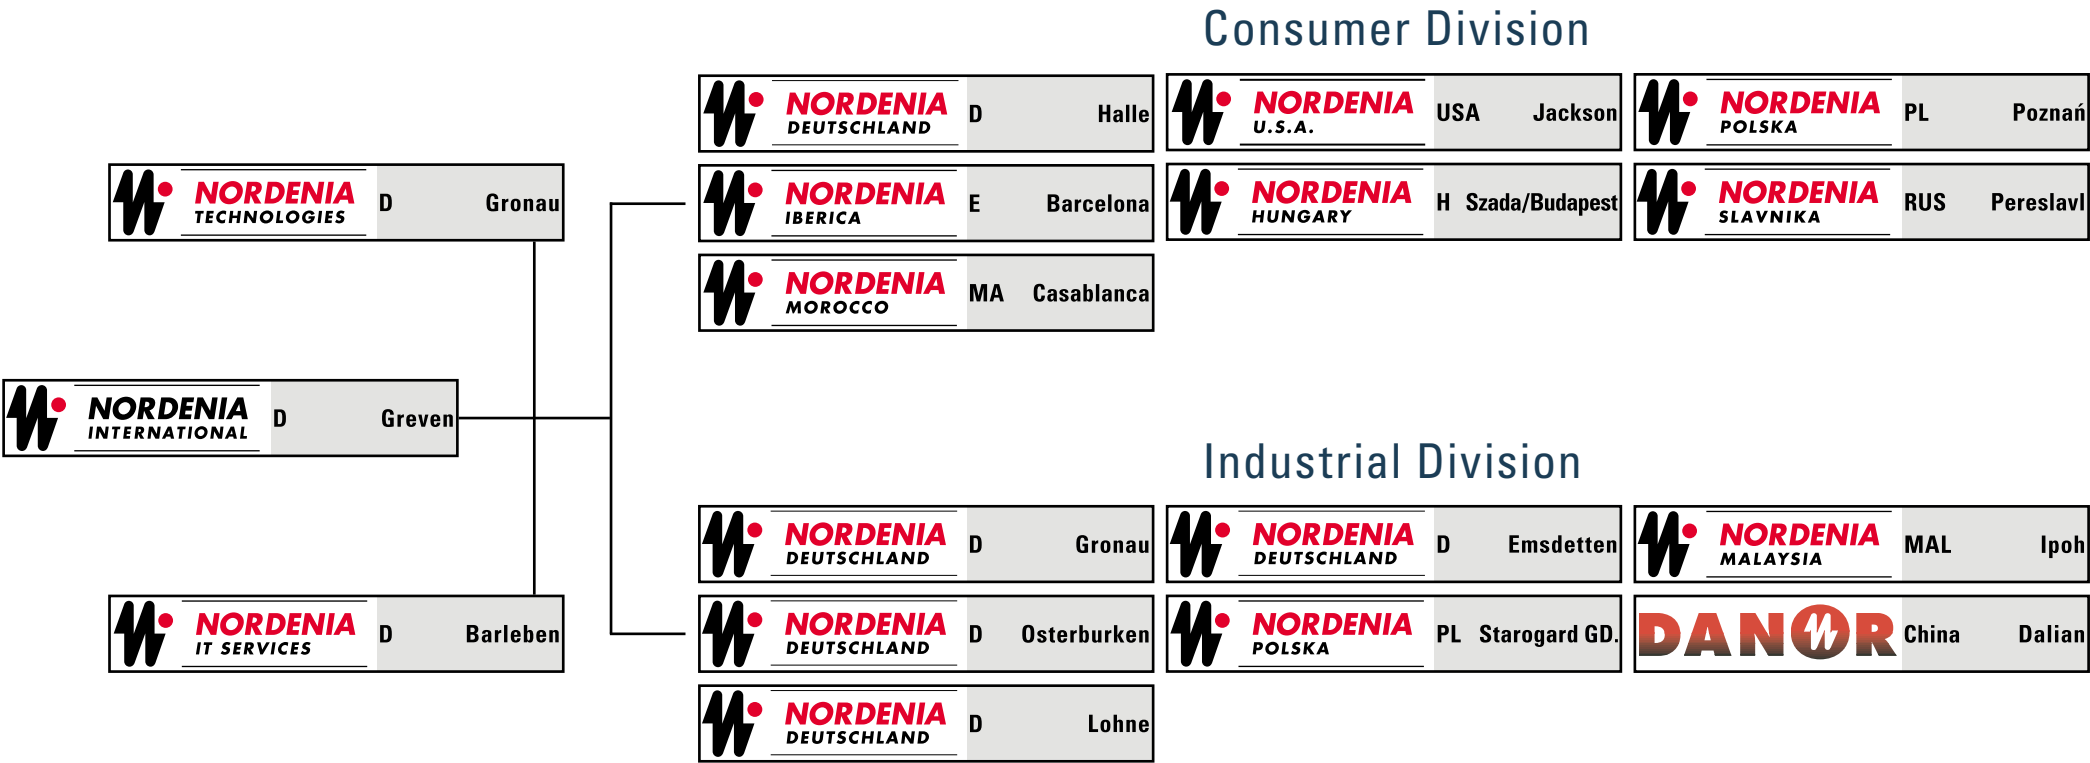 Consumer Division
NORDENIA
DEUTSCHLAND
D Halle
NORDENIA
U.S.A.
USA Jackson
NORDENIA
POLSKA
PL Poznań
NORDENIA
TECHNOLOGIES
D Gronau
NORDENIA
IBERICA
E Barcelona
NORDENIA
HUNGARY
H Szada/Budapest
NORDENIA
SLAVNIKA
RUS Pereslavl
NORDENIA
MOROCCO
MA Casablanca
NORDENIA
INTERNATIONAL
D Greven
Industrial Division
NORDENIA
DEUTSCHLAND
D Gronau
NORDENIA
DEUTSCHLAND
D Emsdetten
NORDENIA
MALAYSIA
MAL Ipoh
NORDENIA
IT SERVICES
D Barleben
NORDENIA
DEUTSCHLAND
D Osterburken
NORDENIA
POLSKA
PL Starogard GD.
DANOR
China Dalian
NORDENIA
DEUTSCHLAND
D Lohne